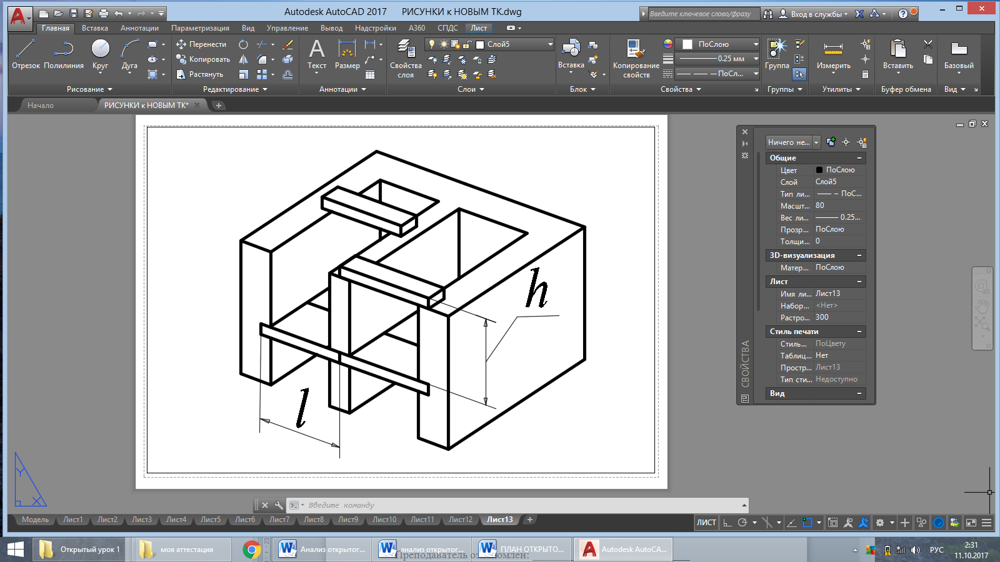 Autodesk AutoCAD 2017 РИСУНКИ к НОВЫМ ТК.dwg
Введите ключевое слово/фразу
Вход в службы
Главная Вставка Аннотации Параметризация Вид Управление Вывод Надстройки A360 СПДС Лист
Отрезок Полилиния Круг Дуга
Перенести
Копировать
Растянуть
Текст Размер
Свойства слоя
Слой5
Вставка
Копирование свойств
ПоСлою
0.25 мм
ПоСл...
Группа
Измерить
Вставить
Базовый
Рисование Редактирование Аннотации Слои Блок Свойства Группы Утилиты Буфер обмена Вид
Начало РИСУНКИ к НОВЫМ ТК*
h
l
Y
X
СВОЙСТВА
Ничего не...
Общие
Цвет ПоСлою
Слой Слой5
Тип ли... ПоС...
Масшт... 80
Вес ли... 0.25...
Прозр... ПоСлою
Толщи... 0
3D-визуализация
Матер... ПоСлою
Лист
Имя ли... Лист13
Набор... <Нет>
Растро... 300
Стиль печати
Стиль... ПоЦвету
Таблиц... Нет
Простр... Лист13
Тип сти... Недоступно
Вид
Введите команду
Модель Лист1 Лист2 Лист3 Лист4 Лист5 Лист6 Лист7 Лист8 Лист9 Лист10 Лист11 Лист12 Лист13
ЛИСТ
Открытый урок 1
моя аттестация
Анализ открытог...
анализ открытог...
ПЛАН ОТКРЫТО...
Autodesk AutoCA...
Преподаватель ознакомлен:
РУС
2:31
11.10.2017